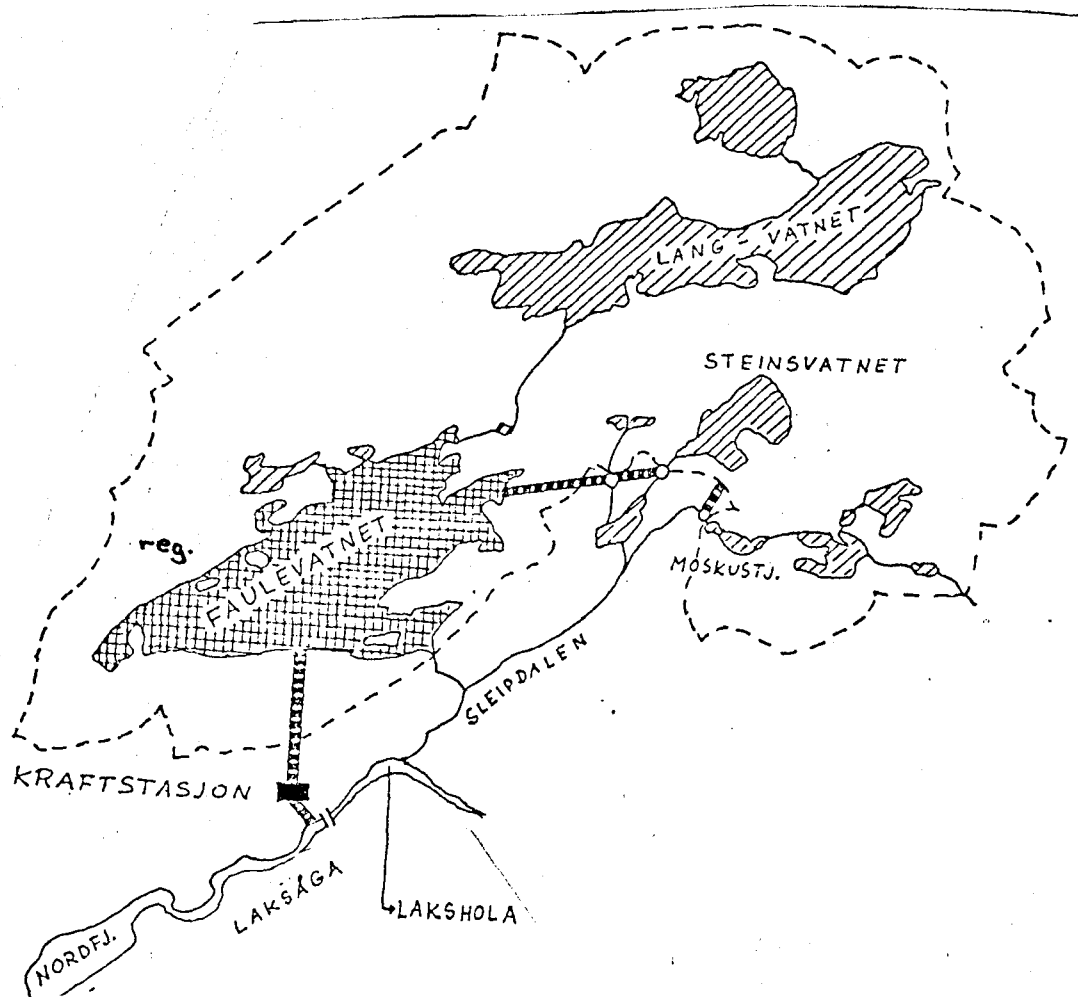 LANG-VATNET
STEINSVATNET
reg.
FAULEVATNET
MOSKUSTJ.
SLEIPDALEN
KRAFTSTASJON
LAKSÅGA
LAKSHOLA
NORDFJ.